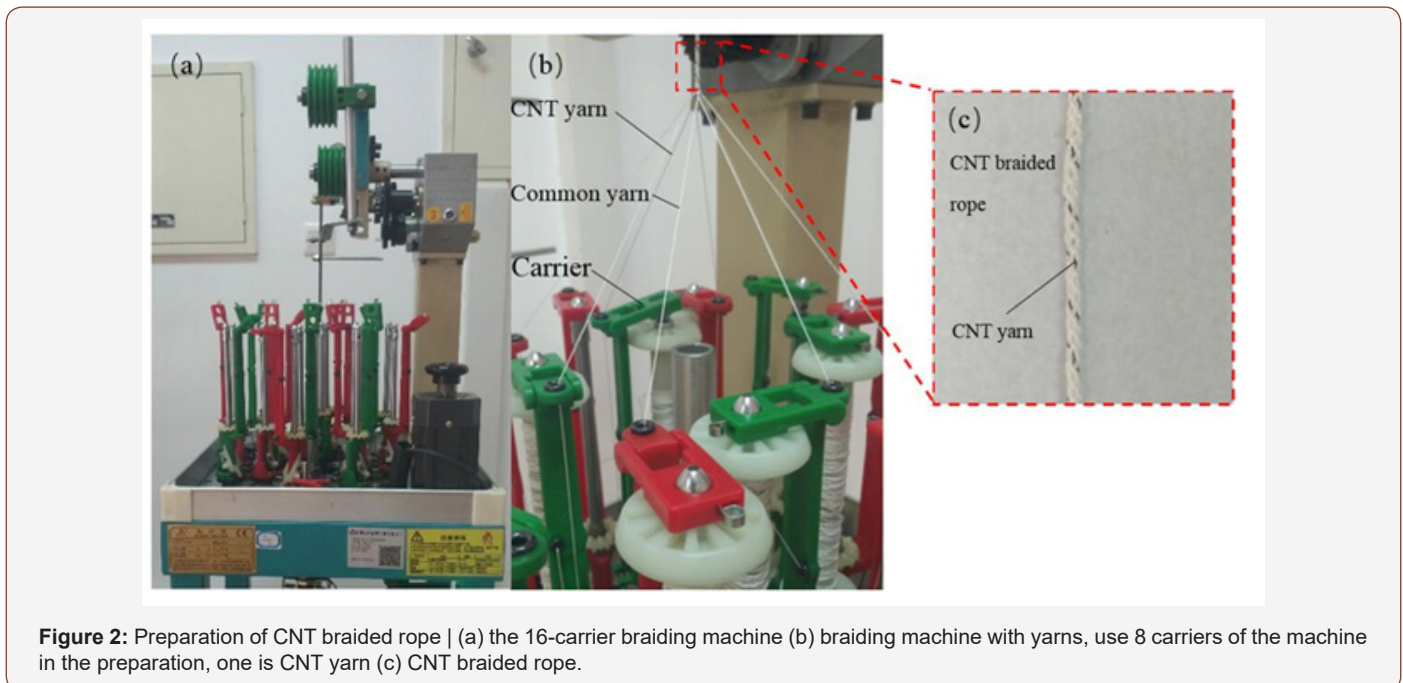 (a)
(b)
CNT yarn
Common yarn
Carrier
(c)
CNT braided
rope
CNT yarn
Figure 2: Preparation of CNT braided rope | (a) the 16-carrier braiding machine (b) braiding machine with yarns, use 8 carriers of the machine
in the preparation, one is CNT yarn (c) CNT braided rope.